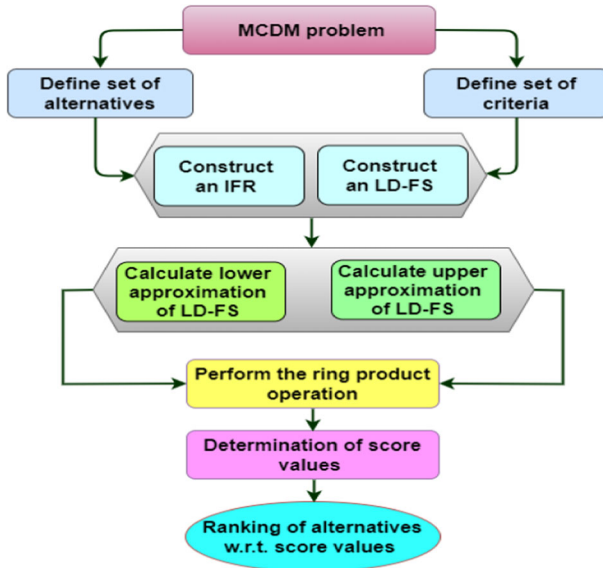 MCDM problem
Define set of
alternatives
Define set of
criteria
Construct
an IFR
Construct
an LD-FS
Calculate lower
approximation
of LD-FS
Calculate upper
approximation
of LD-FS
Perform the ring product
operation
Determination of score
values
Ranking of alternatives
w.r.t. score values